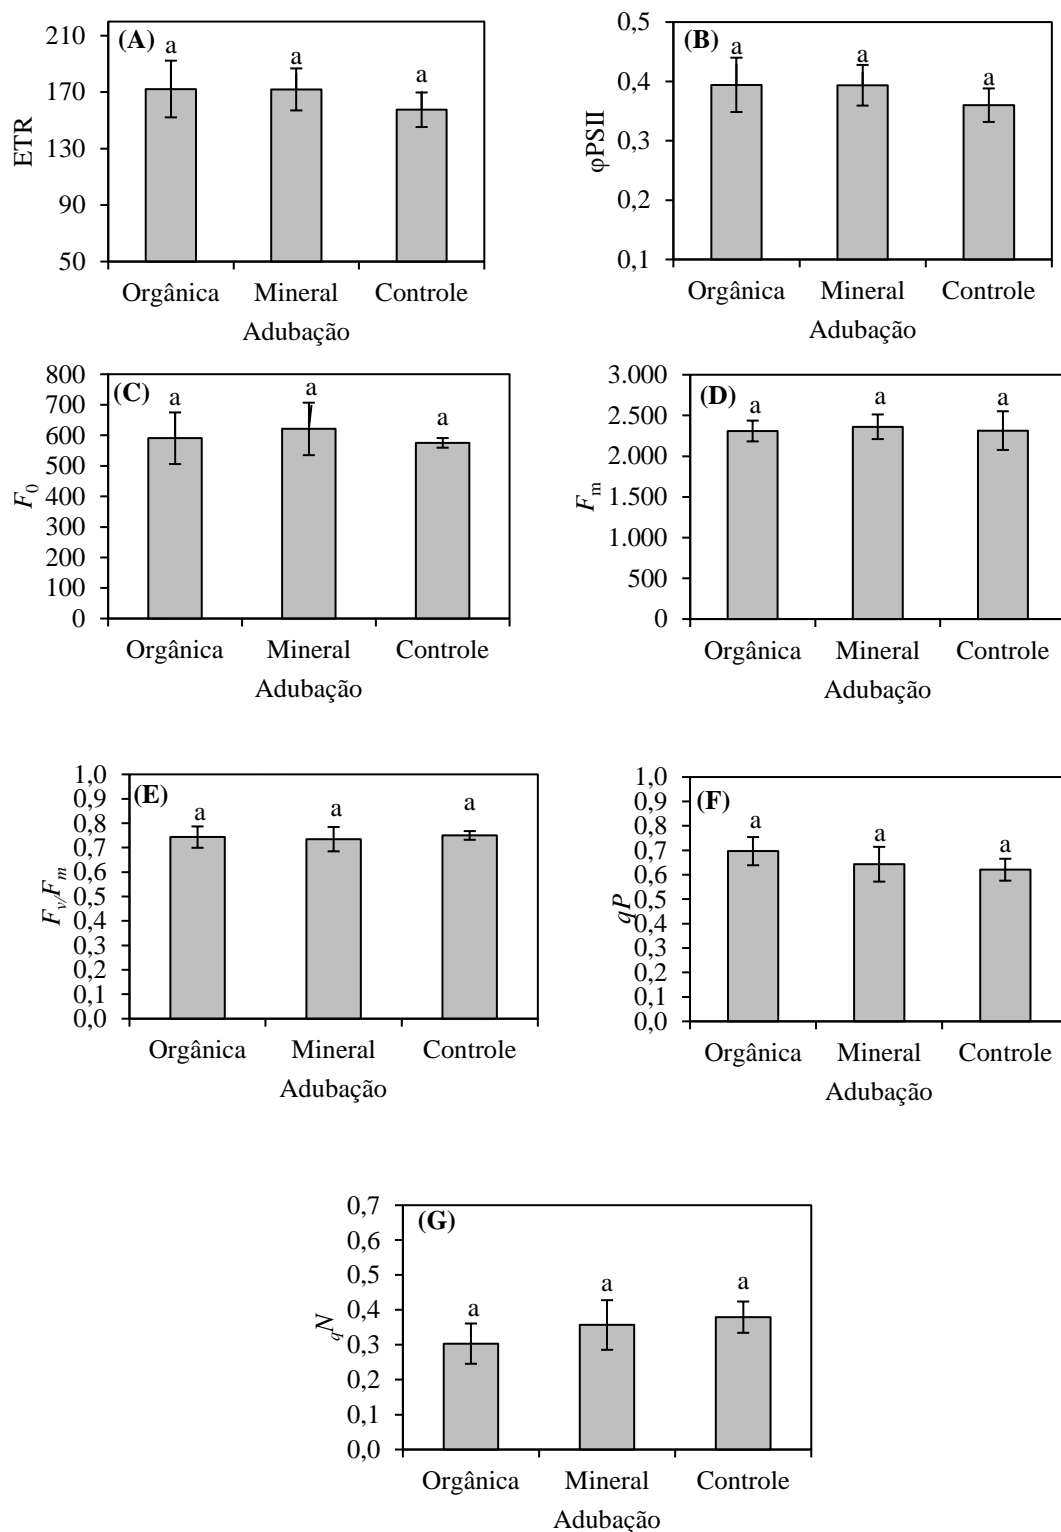 (A)
ETR
210
170
130
90
50
a a a
Orgânica Mineral Controle
Adubação
(B)
φPSII
0,5
0,4
0,3
0,2
0,1
a a a
Orgânica Mineral Controle
Adubação
(C)
F0
800
700
600
500
400
300
200
100
0
a a a
Orgânica Mineral Controle
Adubação
(D)
Fm
3.000
2.500
2.000
1.500
1.000
500
0
a a a
Orgânica Mineral Controle
Adubação
(E)
Fv/Fm
1,0
0,9
0,8
0,7
0,6
0,5
0,4
0,3
0,2
0,1
0,0
a a a
Orgânica Mineral Controle
Adubação
(F)
qP
1,0
0,9
0,8
0,7
0,6
0,5
0,4
0,3
0,2
0,1
0,0
a a a
Orgânica Mineral Controle
Adubação
(G)
qN
0,7
0,6
0,5
0,4
0,3
0,2
0,1
0,0
a a a
Orgânica Mineral Controle
Adubação